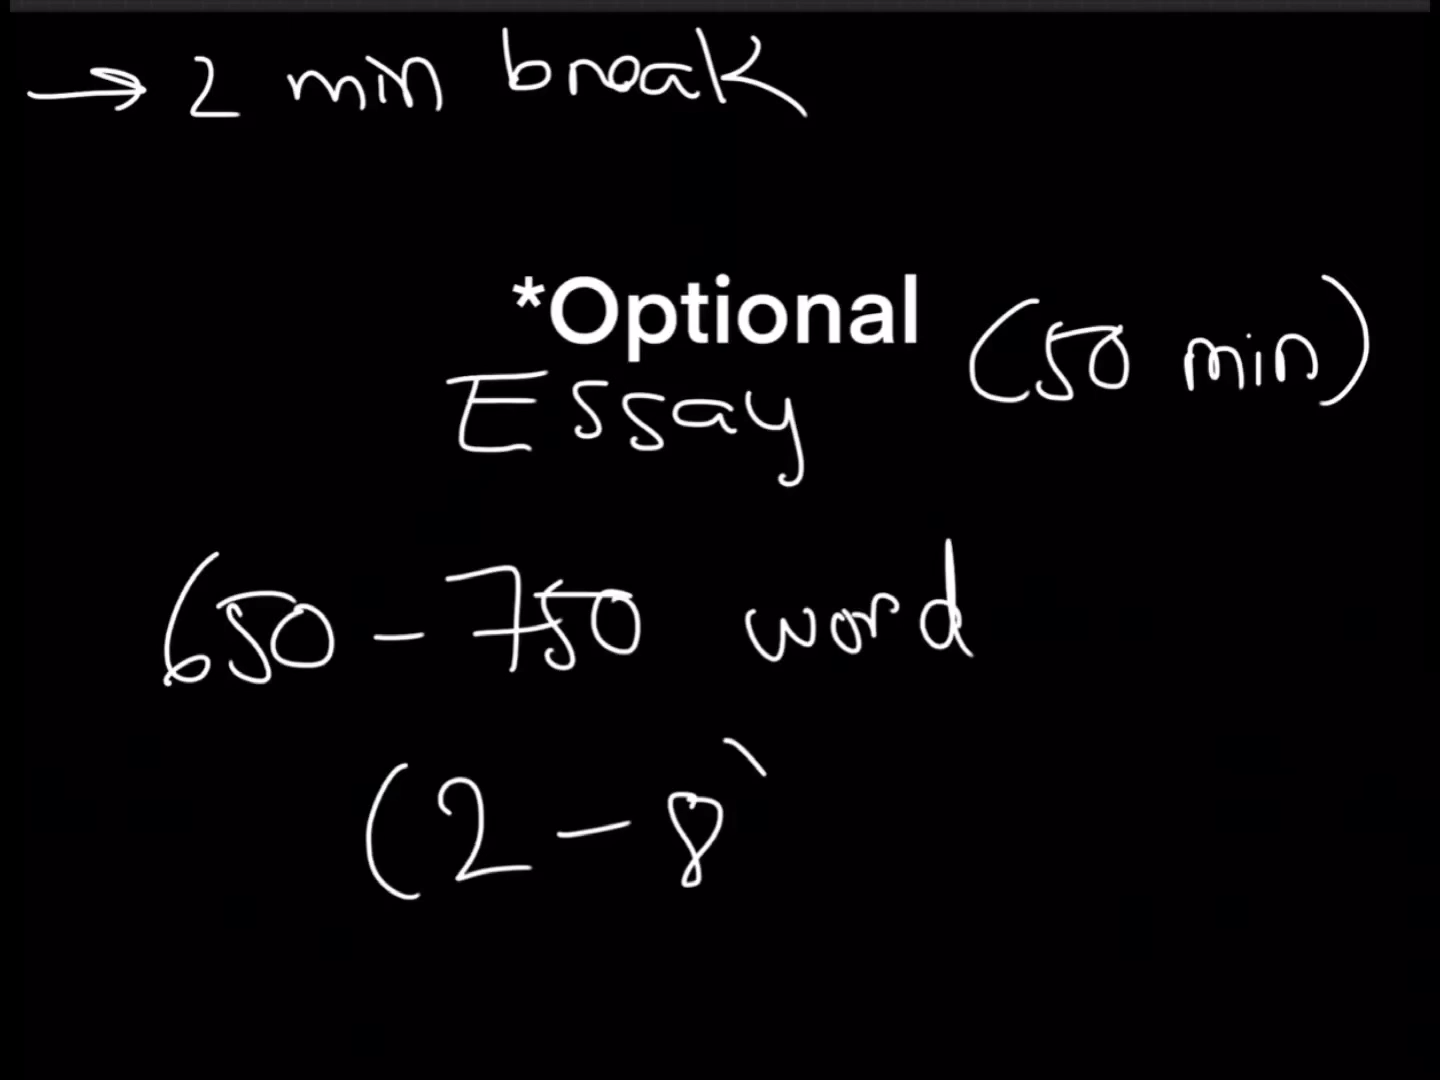 → 2 min break
*Optional
Essay (50 min)
650 - 750 word
(2 - 8)